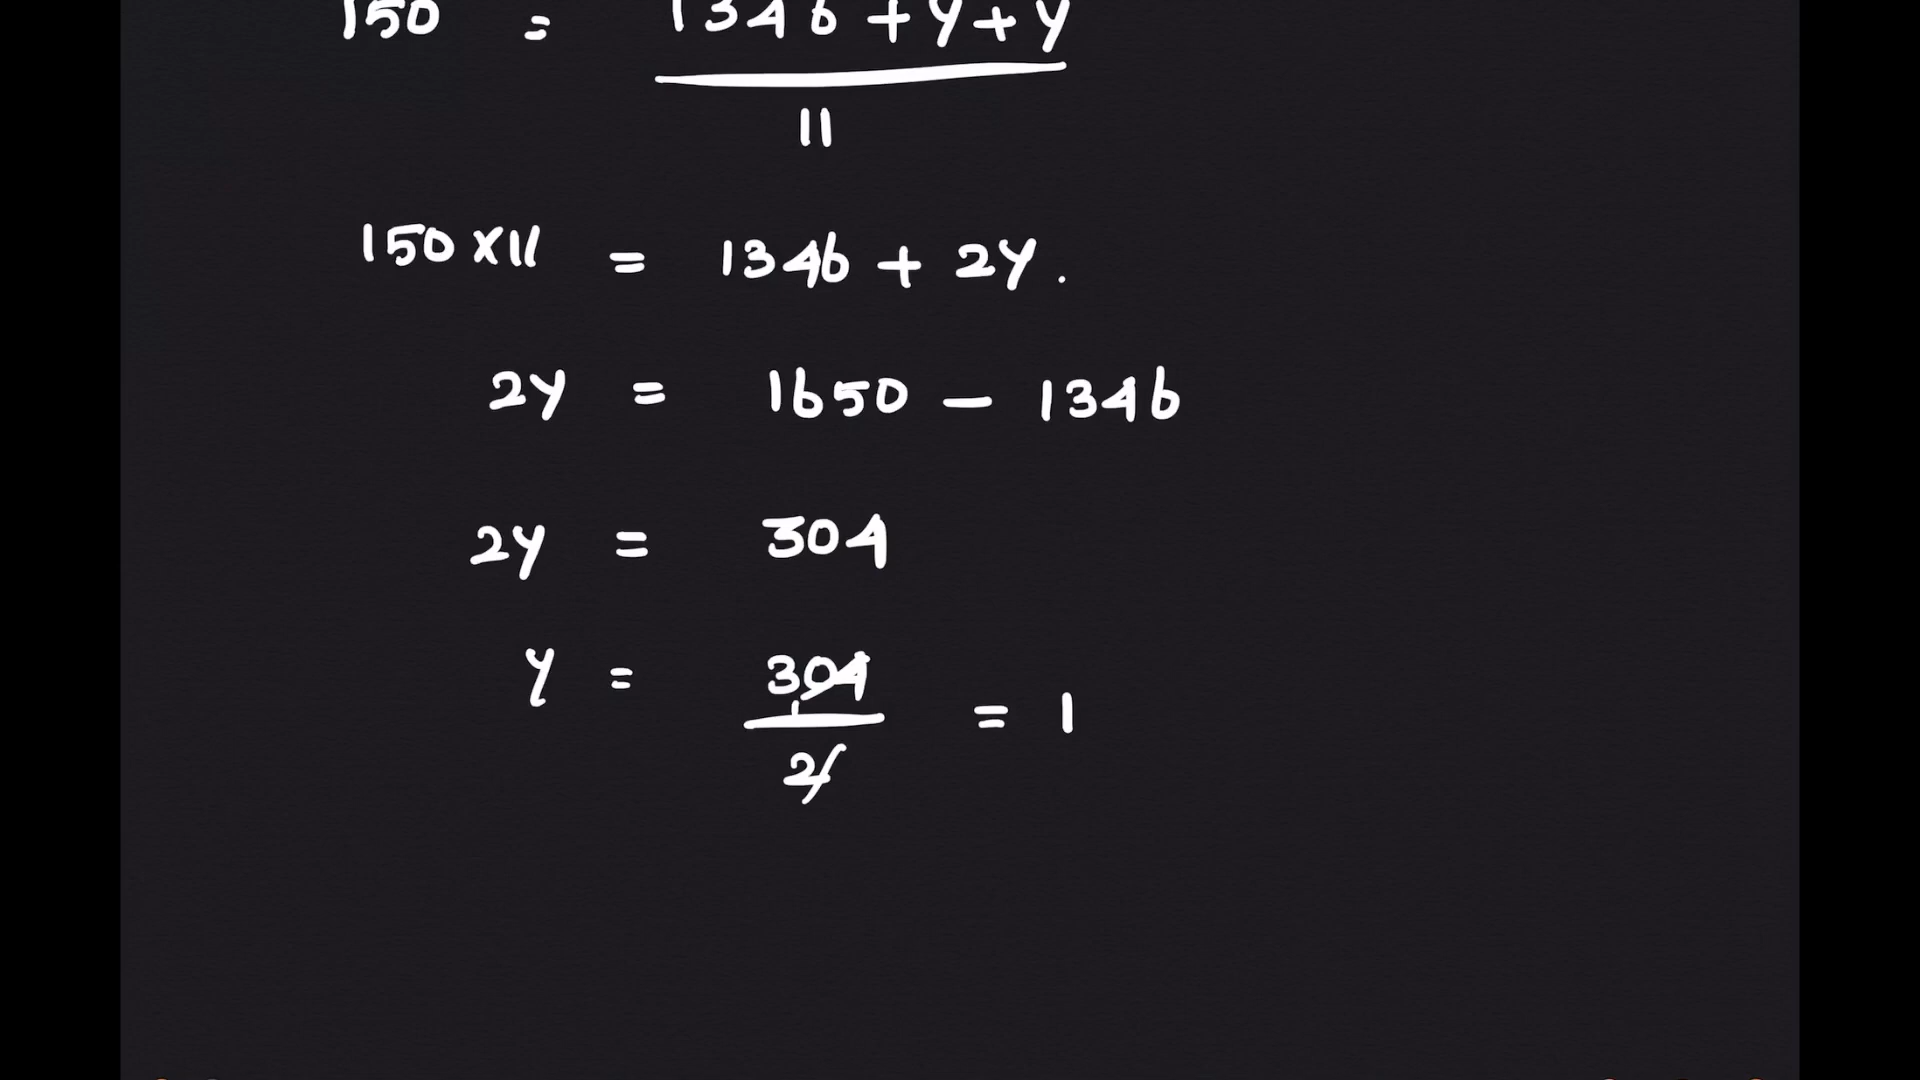 150 = 1346 + y + y
11
150 x 11 = 1346 + 2y.
2y = 1650 - 1346
2y = 304
y = 304 = 1
2